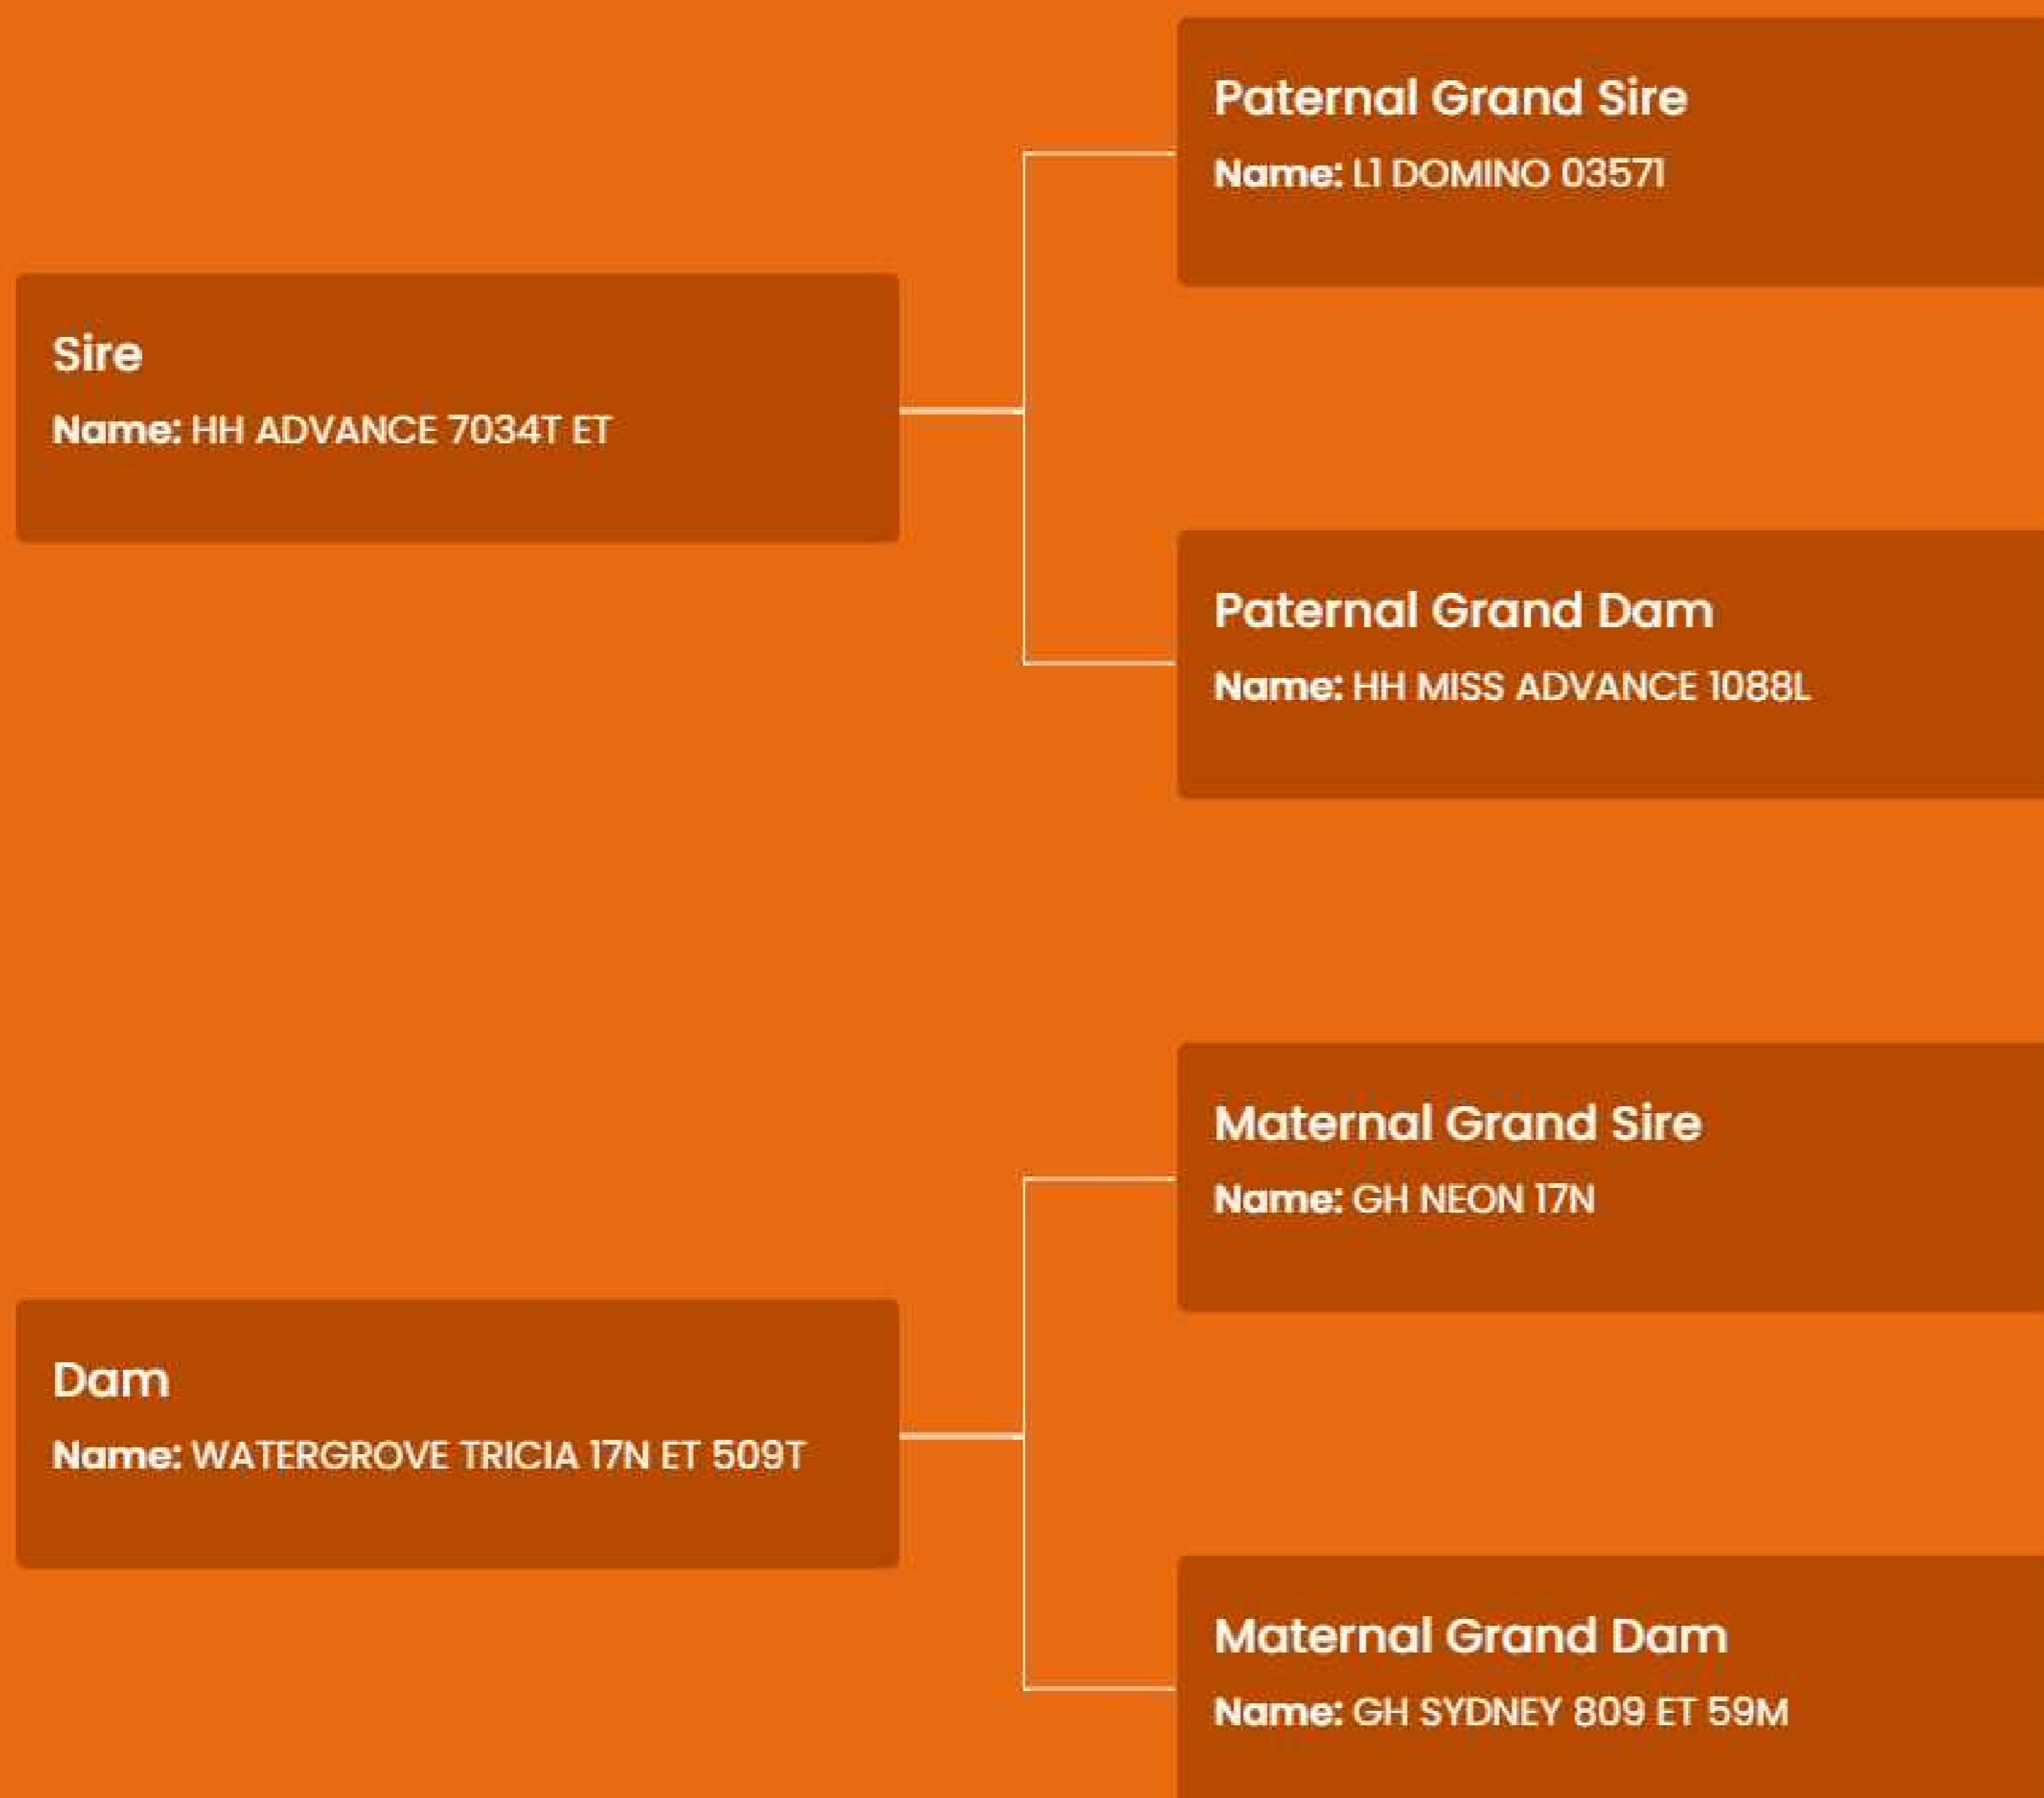 Paternal Grand Sire
Name: L1 DOMINO 03571
Sire
Name: HH ADVANCE 7034T ET
Paternal Grand Dam
Name: HH MISS ADVANCE 1088L
Maternal Grand Sire
Name: GH NEON 17N
Dam
Name: WATERGROVE TRICIA 17N ET 509T
Maternal Grand Dam
Name: GH SYDNEY 809 ET 59M